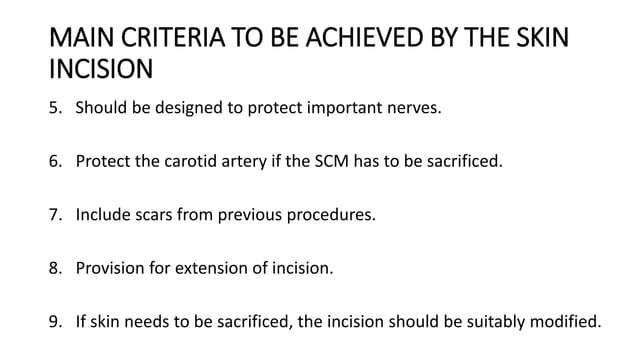 MAIN CRITERIA TO BE ACHIEVED BY THE SKIN
INCISION
5. Should be designed to protect important nerves.
6. Protect the carotid artery if the SCM has to be sacrificed.
7. Include scars from previous procedures.
8. Provision for extension of incision.
9. If skin needs to be sacrificed, the incision should be suitably modified.